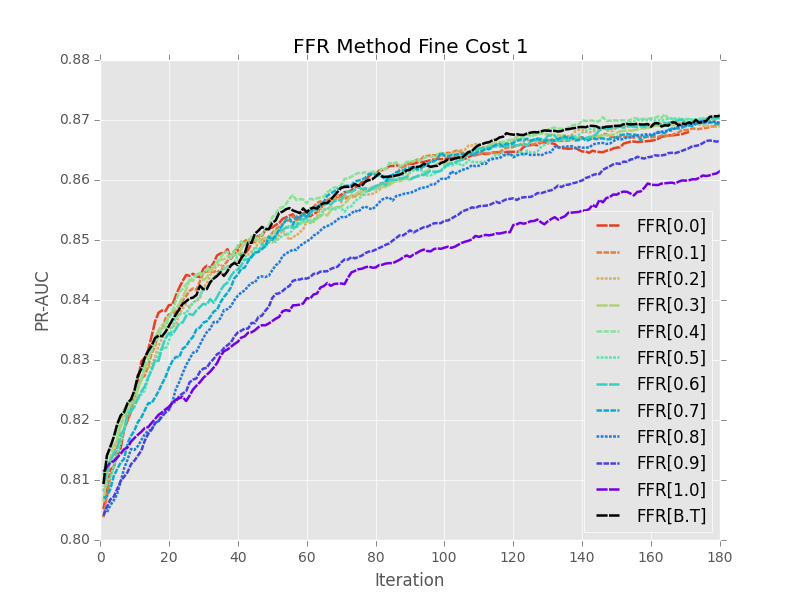 FFR Method Fine Cost 1
0.88
0.87
0.86
0.85
0.84
0.83
0.82
0.81
0.80
PR-AUC
FFR[0.0]
FFR[0.1]
FFR[0.2]
FFR[0.3]
FFR[0.4]
FFR[0.5]
FFR[0.6]
FFR[0.7]
FFR[0.8]
FFR[0.9]
FFR[1.0]
FFR[B.T]
0 20 40 60 80 100 120 140 160 180
Iteration